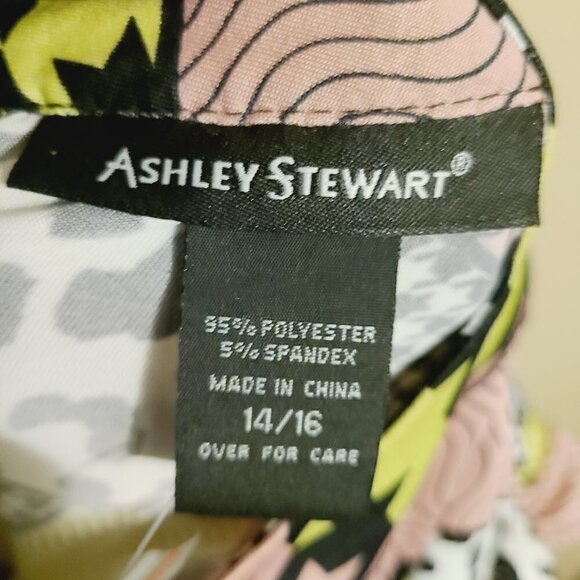 ASHLEY STEWART®
95% POLYESTER
5% SPANDEX
MADE IN CHINA
14/16
OVER FOR CARE